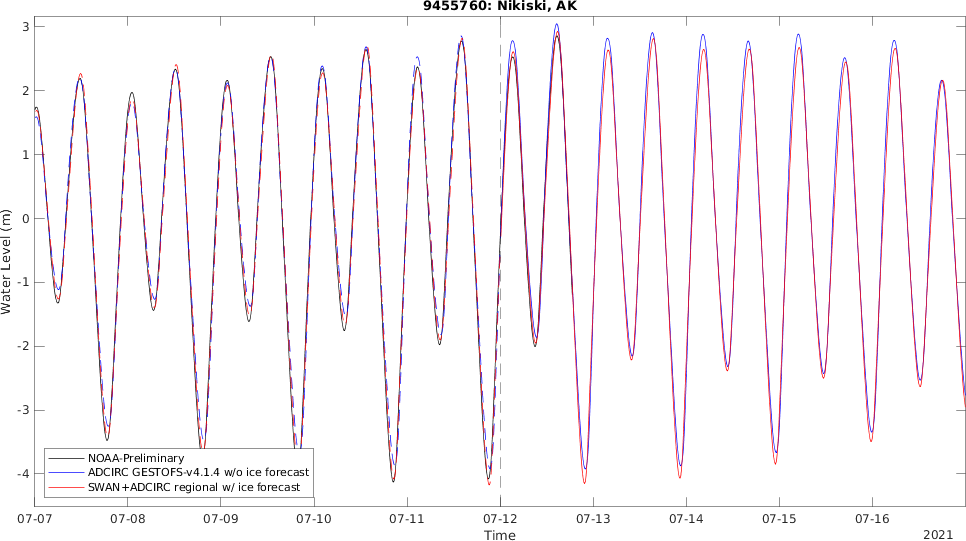 9455760: Nikiski, AK
3
2
1
0
-1
-2
-3
-4
Water Level (m)
NOAA-Preliminary
ADCIRC GESTOFS-v4.1.4 w/o ice forecast
SWAN+ADCIRC regional w/ ice forecast
07-07 07-08 07-09 07-10 07-11 07-12 07-13 07-14 07-15 07-16
Time
2021